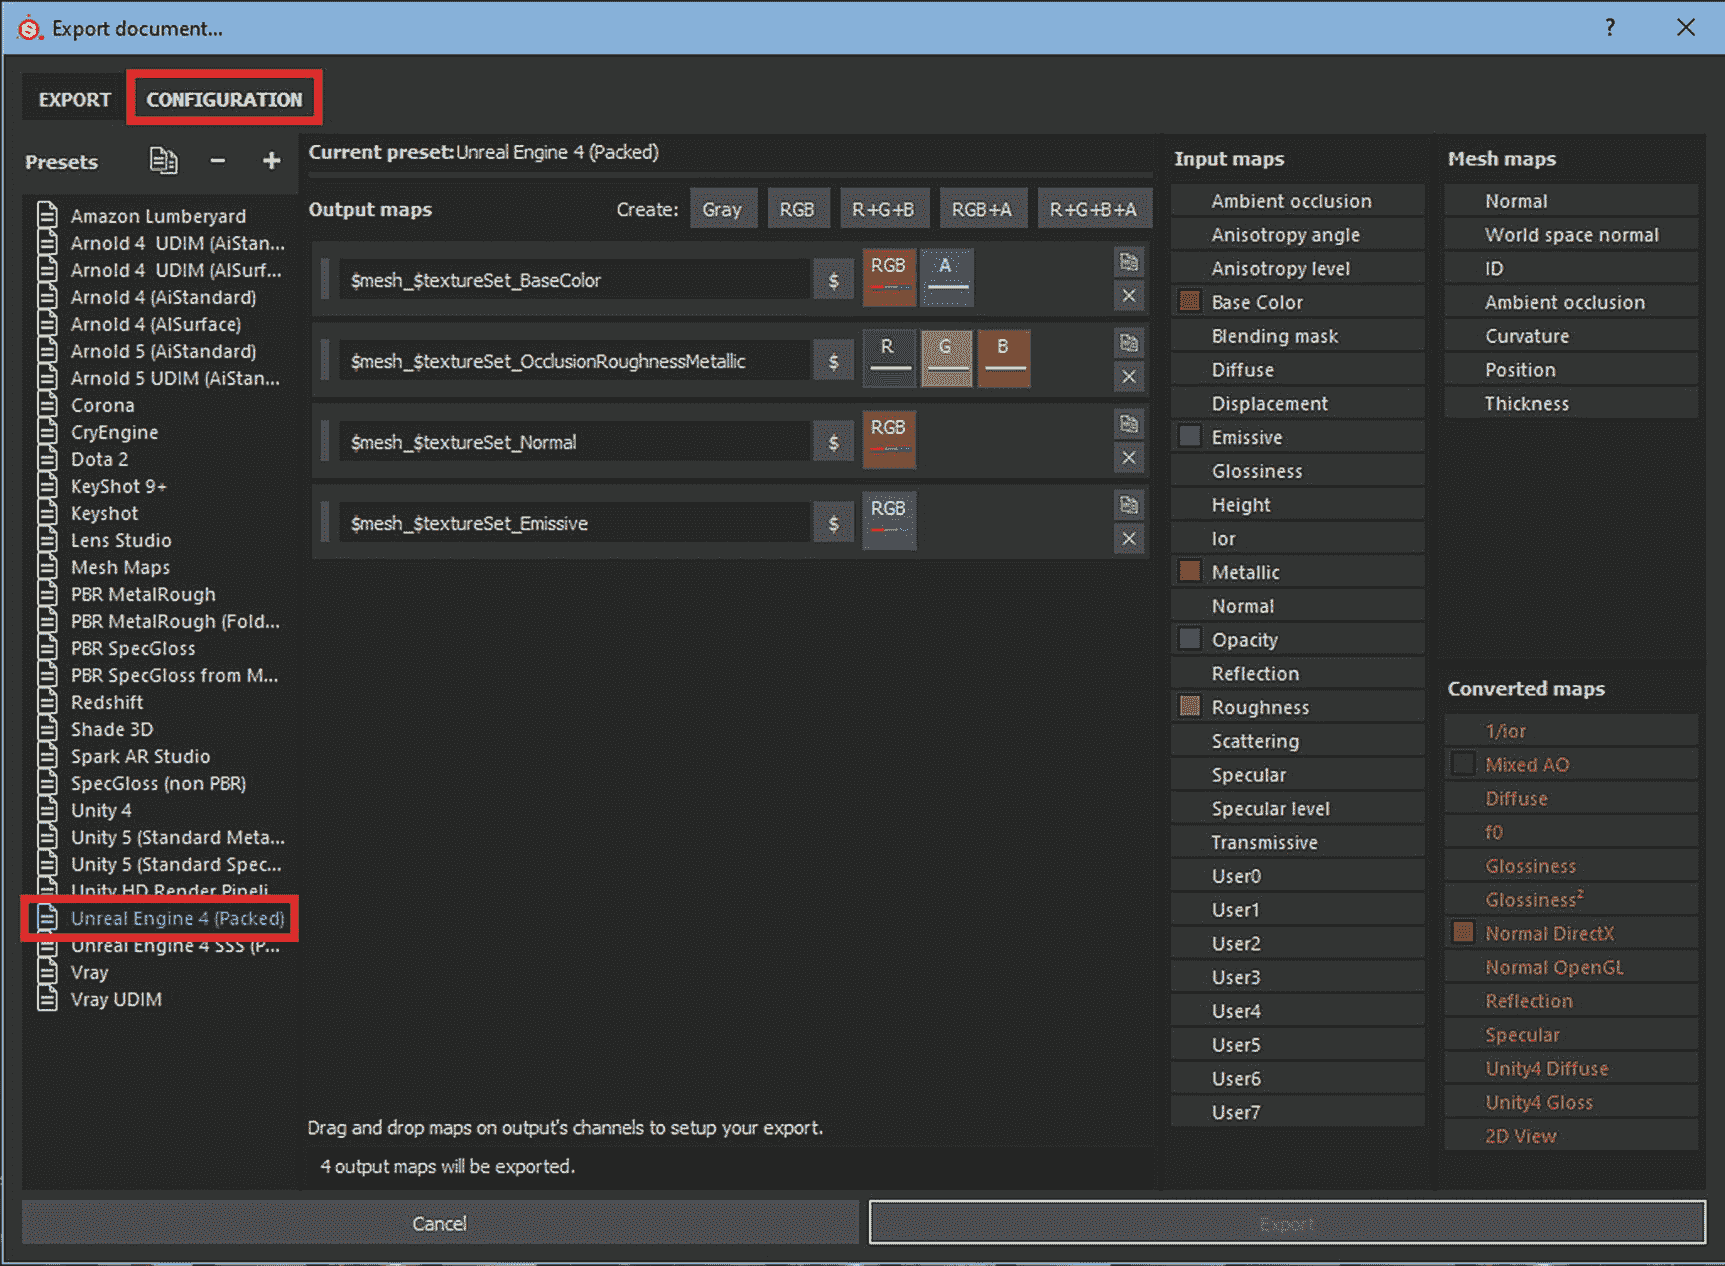 Export document...
?
EXPORT
CONFIGURATION
Presets
Amazon Lumberyard
Arnold 4 UDIM (AiStan...
Arnold 4 UDIM (AlSurf...
Arnold 4 (AiStandard)
Arnold 4 (AlSurface)
Arnold 5 (AiStandard)
Arnold 5 UDIM (AiStan...
Corona
CryEngine
Dota 2
KeyShot 9+
Keyshot
Lens Studio
Mesh Maps
PBR MetalRough
PBR MetalRough (Fold...
PBR SpecGloss
PBR SpecGloss from M...
Redshift
Shade 3D
Spark AR Studio
SpecGloss (non PBR)
Unity 4
Unity 5 (Standard Meta...
Unity 5 (Standard Spec...
Unity HD Render Pipeli...
Unreal Engine 4 (Packed)
Unreal Engine 4 SSS (P...
Vray
Vray UDIM
Current preset: Unreal Engine 4 (Packed)
Output maps
Create:
Gray
RGB
R+G+B
RGB+A
R+G+B+A
$mesh_$textureSet_BaseColor
$
RGB
A
$mesh_$textureSet_OcclusionRoughnessMetallic
$
R
G
B
$mesh_$textureSet_Normal
$
RGB
$mesh_$textureSet_Emissive
$
RGB
Drag and drop maps on output's channels to setup your export.
4 output maps will be exported.
Input maps
Ambient occlusion
Anisotropy angle
Anisotropy level
Base Color
Blending mask
Diffuse
Displacement
Emissive
Glossiness
Height
Ior
Metallic
Normal
Opacity
Reflection
Roughness
Scattering
Specular
Specular level
Transmissive
User0
User1
User2
User3
User4
User5
User6
User7
Mesh maps
Normal
World space normal
ID
Ambient occlusion
Curvature
Position
Thickness
Converted maps
1/ior
Mixed AO
Diffuse
f0
Glossiness
Glossiness²
Normal DirectX
Normal OpenGL
Reflection
Specular
Unity4 Diffuse
Unity4 Gloss
2D View
Cancel
Export